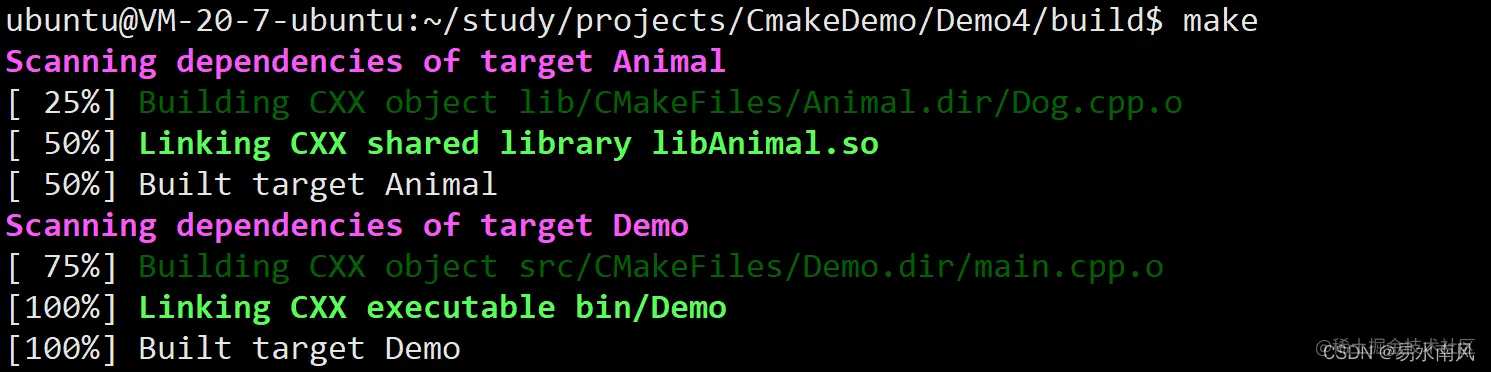 ubuntu@VM-20-7-ubuntu:~/study/projects/CmakeDemo/Demo4/build$ make
Scanning dependencies of target Animal
[ 25%] Building CXX object lib/CMakeFiles/Animal.dir/Dog.cpp.o
[ 50%] Linking CXX shared library libAnimal.so
[ 50%] Built target Animal
Scanning dependencies of target Demo
[ 75%] Building CXX object src/CMakeFiles/Demo.dir/main.cpp.o
[100%] Linking CXX executable bin/Demo
[100%] Built target Demo
@稀土掘金技术社区
CSDN @易水南风